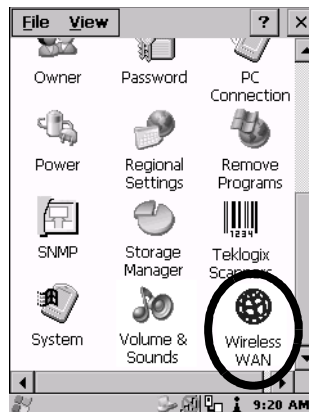 File View ? ×
Owner Password PC Connection
Power Regional Settings Remove Programs
1234
SNMP Storage Manager Teklogix Scanners
System Volume & Sounds Wireless WAN
9:20 AM